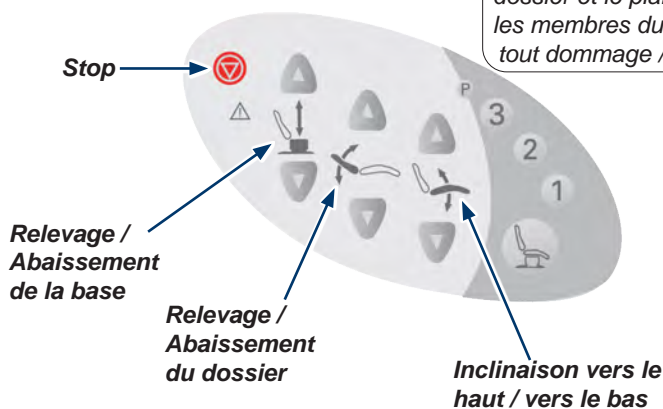 dossier et le
les membres du
tout dommage /
Stop
P
3
2
1
Relevage /
Abaissement
de la base
Relevage /
Abaissement
du dossier
Inclinaison vers le
haut / vers le bas